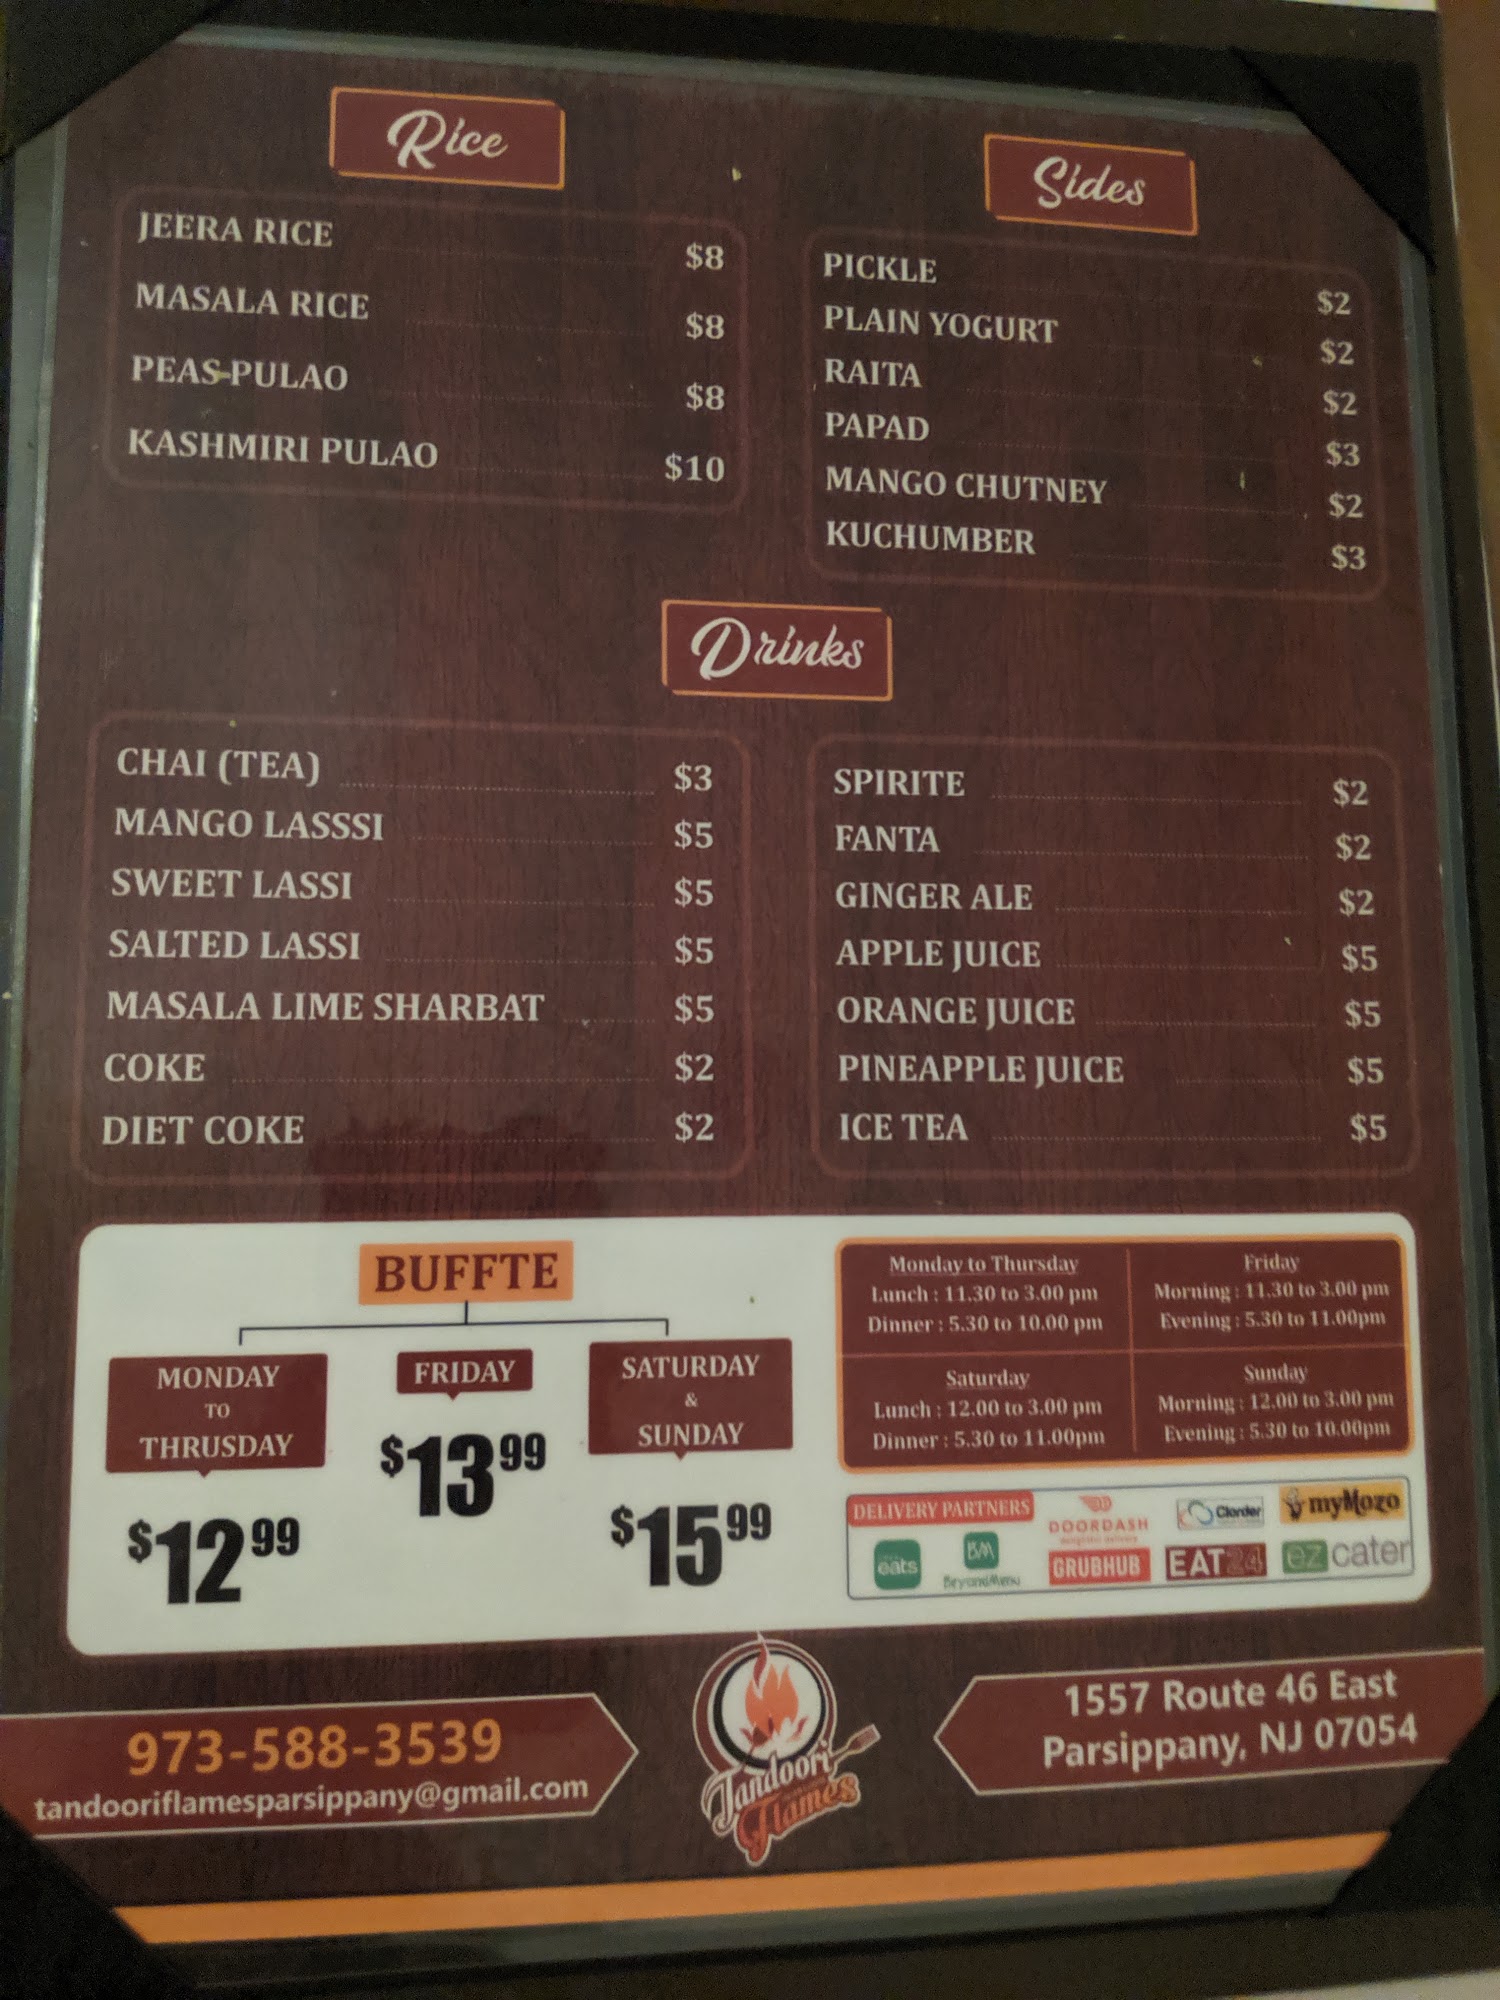 Rice
JEERA RICE $8
MASALA RICE $8
PEAS PULAO $8
KASHMIRI PULAO $10
Sides
PICKLE $2
PLAIN YOGURT $2
RAITA $2
PAPAD $3
MANGO CHUTNEY $2
KUCHUMBER $3
Drinks
CHAI (TEA) $3
MANGO LASSSI $5
SWEET LASSI $5
SALTED LASSI $5
MASALA LIME SHARBAT $5
COKE $2
DIET COKE $2
SPIRITE $2
FANTA $2
GINGER ALE $2
APPLE JUICE $5
ORANGE JUICE $5
PINEAPPLE JUICE $5
ICE TEA $5
BUFFTE
MONDAY
TO
THRUSDAY
$12 99
FRIDAY
$13 99
SATURDAY
&
SUNDAY
$15 99
Monday to Thursday
Lunch : 11.30 to 3.00 pm
Dinner : 5.30 to 10.00 pm
Friday
Morning : 11.30 to 3.00 pm
Evening : 5.30 to 11.00pm
Saturday
Lunch : 12.00 to 3.00 pm
Dinner : 5.30 to 11.00pm
Sunday
Morning : 12.00 to 3.00 pm
Evening : 5.30 to 10.00pm
DELIVERY PARTNERS
DOORDASH
Clorder
myMozo
eats
BM
BeyondMenu
GRUBHUB
EAT24
ez cater
973-588-3539
tandooriflamesparsippany@gmail.com
Tandoori
Flames
1557 Route 46 East
Parsippany, NJ 07054